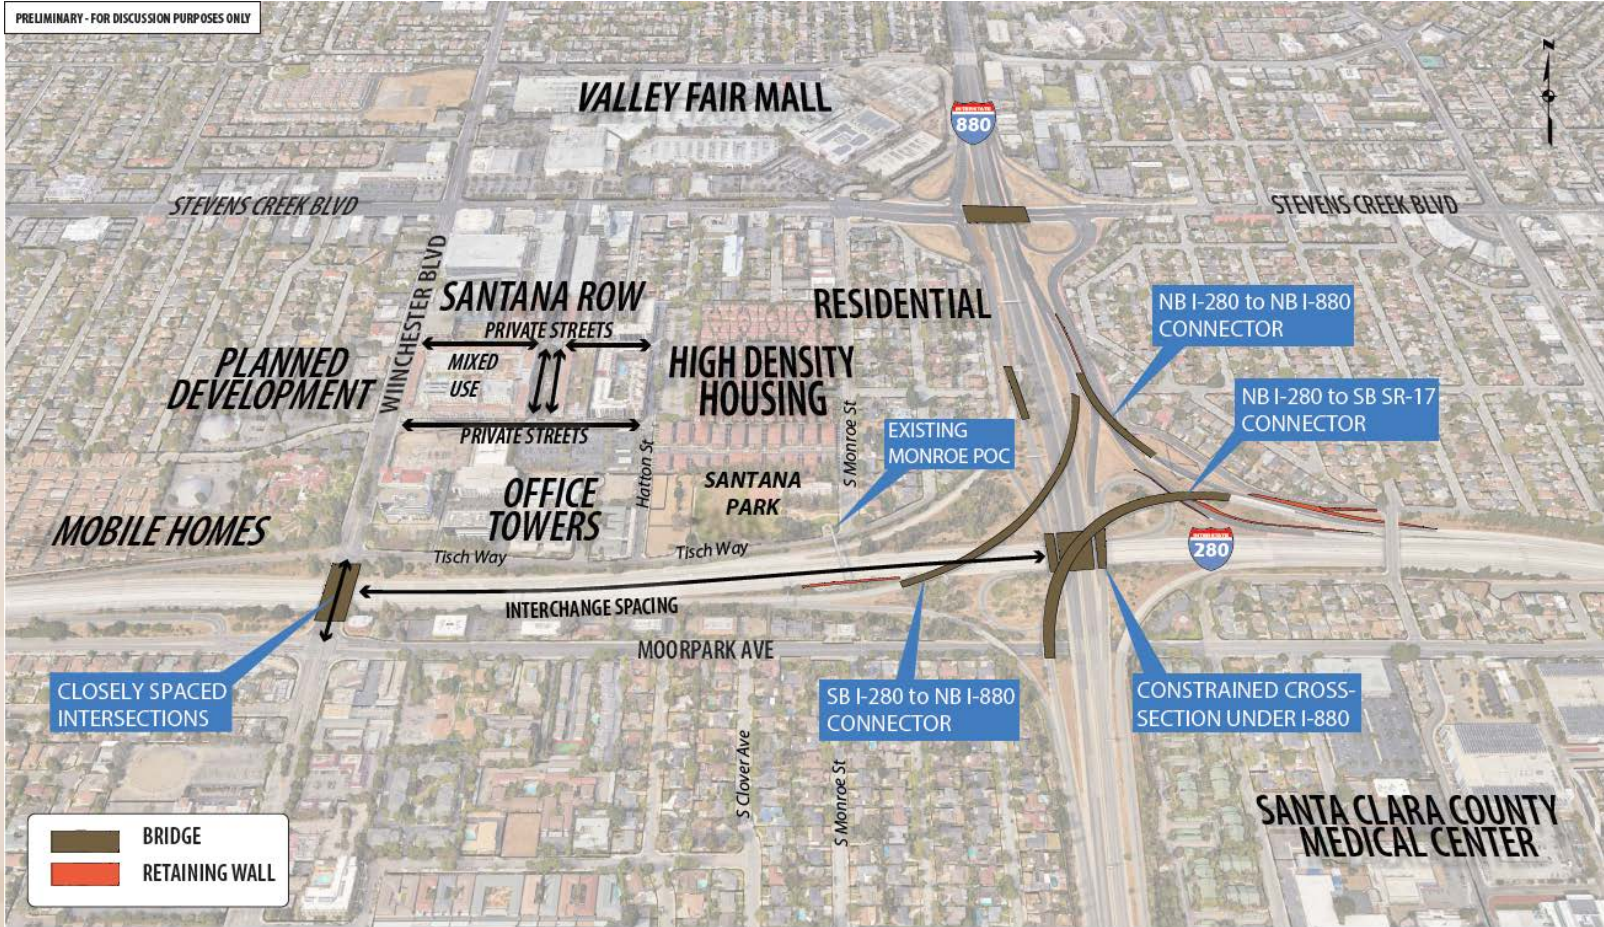 PRELIMINARY - FOR DISCUSSION PURPOSES ONLY
VALLEY FAIR MALL
INTERSTATE
880
N
STEVENS CREEK BLVD
STEVENS CREEK BLVD
WINCHESTER BLVD
SANTANA ROW
PRIVATE STREETS
MIXED
USE
PRIVATE STREETS
RESIDENTIAL
NB I-280 to NB I-880
CONNECTOR
PLANNED
DEVELOPMENT
HIGH DENSITY
HOUSING
NB I-280 to SB SR-17
CONNECTOR
S Monroe St
EXISTING
MONROE POC
Hatton St
SANTANA
PARK
OFFICE
TOWERS
MOBILE HOMES
Tisch Way
Tisch Way
INTERSTATE
280
INTERCHANGE SPACING
MOORPARK AVE
CLOSELY SPACED
INTERSECTIONS
SB I-280 to NB I-880
CONNECTOR
CONSTRAINED CROSS-
SECTION UNDER I-880
S Clover Ave
S Monroe St
SANTA CLARA COUNTY
MEDICAL CENTER
BRIDGE
RETAINING WALL